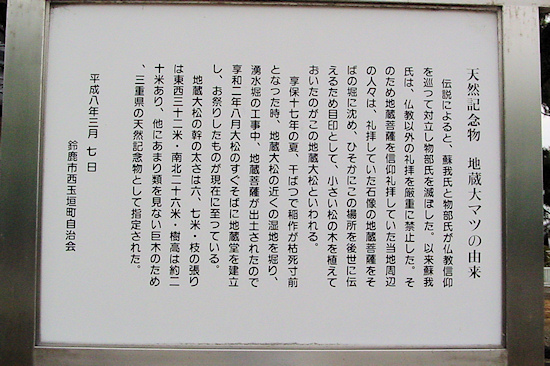 天然記念物　地蔵大マツの由来
伝説によると、蘇我氏と物部氏が仏教信仰
を巡つて対立し物部氏を滅ぼした。以来蘇我
氏は、仏教以外の礼拝を厳重に禁止した。そ
のため地蔵菩薩を信仰礼拝していた当地周辺
の人々は、礼拝していた石像の地蔵菩薩をそ
ばの堀に沈め、ひそかにこの場所を後世に伝
えるため目印として、小さい松の木を植えて
おいたのがこの地蔵大松といわれる。
享保十七年の夏、干ばつで稲作が枯死寸前
となつた時、地蔵大松の近くの湿地を堀り、
湧水堀の工事中、地蔵菩薩が出土されたので
享和二年八月大松のすぐそばに地蔵堂を建立
し、お祭りしたものが現在に至つている。
地蔵大松の幹の太さは六、七米・枝の張り
は東西三十二米・南北二十六米・樹高は約二
十米あり、他にあまり類を見ない巨木のため
、三重県の天然記念物として指定された。
平成八年三月七日
鈴鹿市西玉垣町自治会